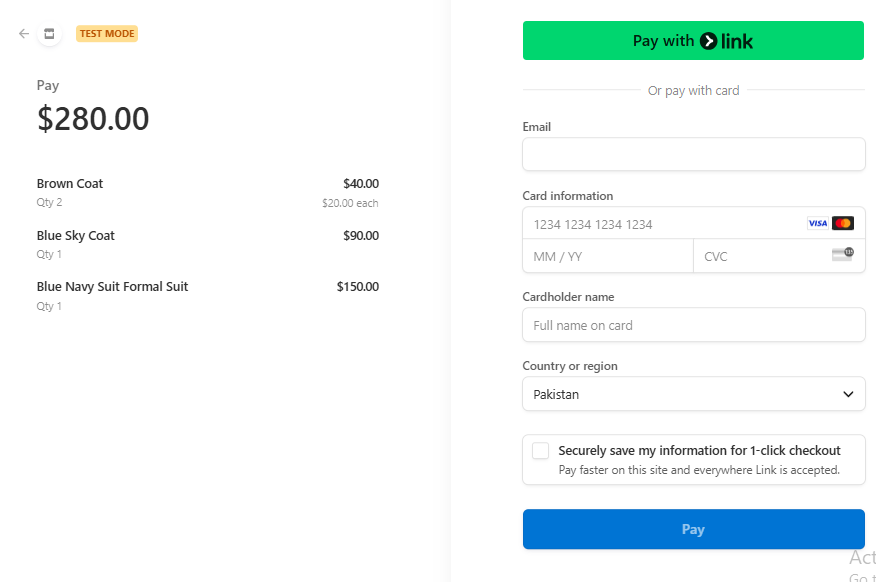 TEST MODE
Pay
$280.00
Brown Coat $40.00
Qty 2 $20.00 each
Blue Sky Coat $90.00
Qty 1
Blue Navy Suit Formal Suit $150.00
Qty 1
Pay with link
Or pay with card
Email
Card information
1234 1234 1234 1234 VISA
MM / YY CVC 135
Cardholder name
Full name on card
Country or region
Pakistan
Securely save my information for 1-click checkout
Pay faster on this site and everywhere Link is accepted.
Pay
Act
Go t